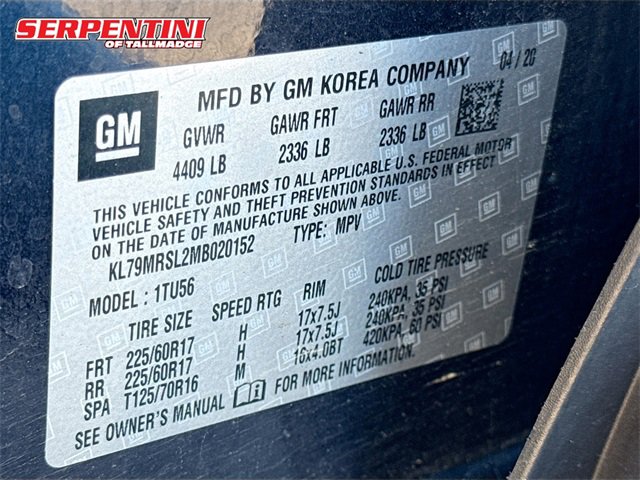 SERPENTINI
OF TALLMADGE
GM
MFD BY GM KOREA COMPANY 04/20
GVWR GAWR FRT GAWR RR
4409 LB 2336 LB 2336 LB
THIS VEHICLE CONFORMS TO ALL APPLICABLE U.S. FEDERAL MOTOR
VEHICLE SAFETY AND THEFT PREVENTION STANDARDS IN EFFECT
ON THE DATE OF MANUFACTURE SHOWN ABOVE.
KL79MRSL2MB020152 TYPE: MPV
MODEL : 1TU56
TIRE SIZE SPEED RTG RIM COLD TIRE PRESSURE
FRT 225/60R17 H 17x7.5J 240KPA, 35 PSI
RR 225/60R17 H 17x7.5J 240KPA, 35 PSI
SPA T125/70R16 M 16x4.0BT 420KPA, 60 PSI
SEE OWNER'S MANUAL FOR MORE INFORMATION.